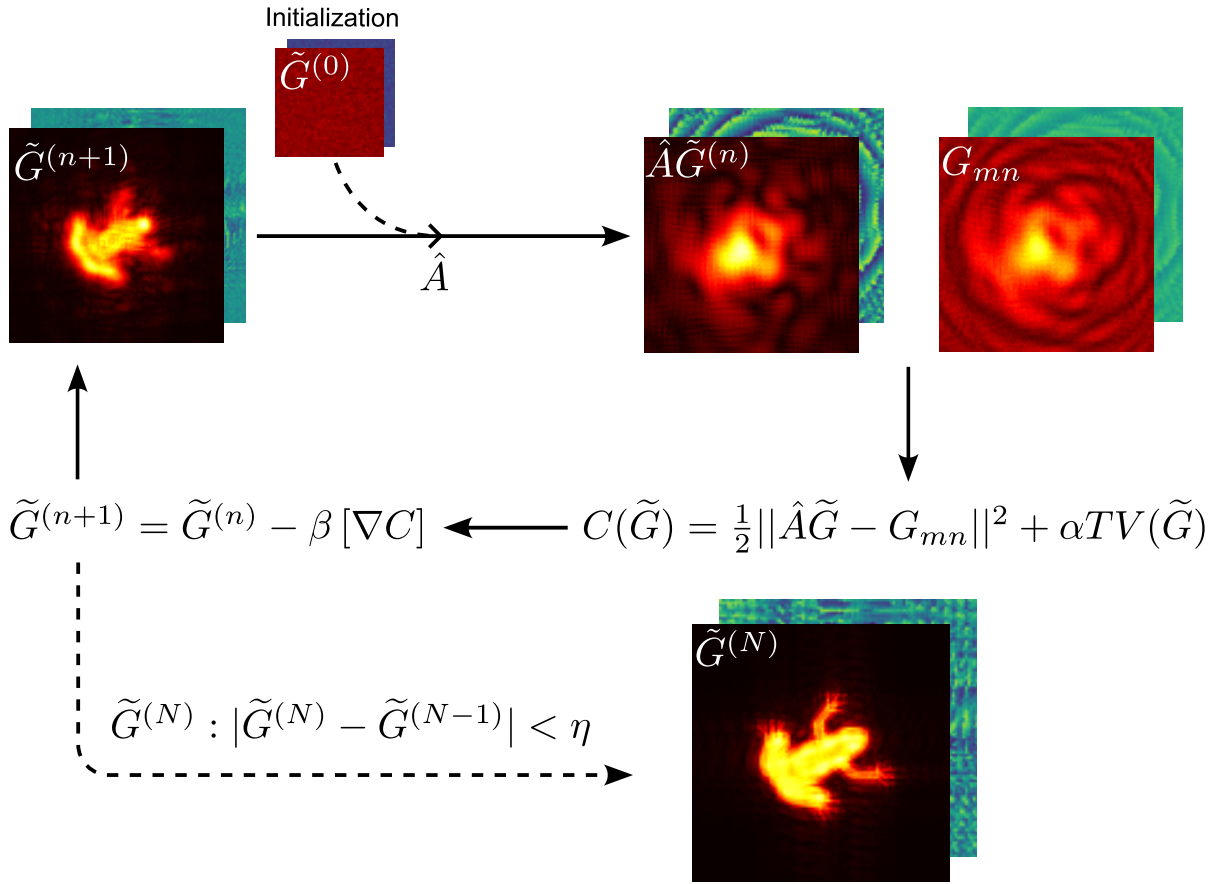 Initialization
G̃^(0)
G̃^(n+1)
ÂG̃^(n)
G_mn
Â
G̃^(n+1) = G̃^(n) − β [∇C]
C(G̃) = 1/2||ÂG̃ − G_mn||^2 + αTV(G̃)
G̃^(N)
G̃^(N) : |G̃^(N) − G̃^(N−1)| < η